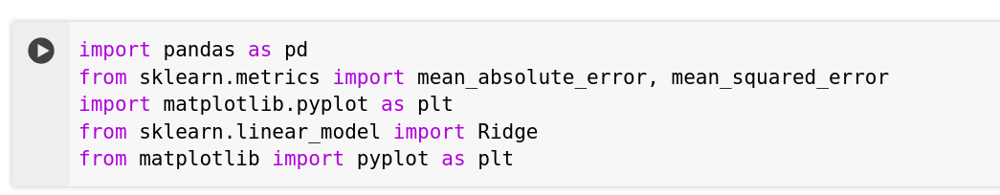 import pandas as pd
from sklearn.metrics import mean_absolute_error, mean_squared_error
import matplotlib.pyplot as plt
from sklearn.linear_model import Ridge
from matplotlib import pyplot as plt